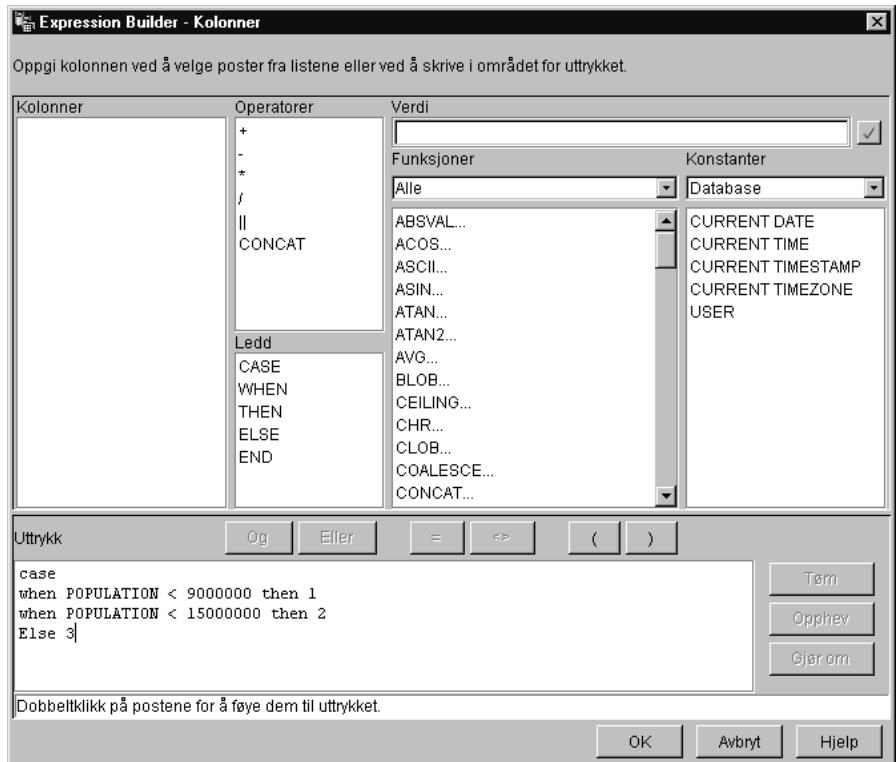 Expression Builder - Kolonner
Oppgi kolonnen ved å velge poster fra listene eller ved å skrive i området for uttrykket.
Kolonner
Operatorer
+
-
*
/
||
CONCAT
Ledd
CASE
WHEN
THEN
ELSE
END
Verdi
Funksjoner
Alle
ABSVAL...
ACOS...
ASCII...
ASIN...
ATAN...
ATAN2...
AVG...
BLOB...
CEILING...
CHR...
CLOB...
COALESCE...
CONCAT...
Konstanter
Database
CURRENT DATE
CURRENT TIME
CURRENT TIMESTAMP
CURRENT TIMEZONE
USER
Uttrykk
Og
Eller
=
<>
(
)
case
when POPULATION < 9000000 then 1
when POPULATION < 15000000 then 2
Else 3
Tøm
Opphev
Gjør om
Dobbeltklikk på postene for å føye dem til uttrykket.
OK
Avbryt
Hjelp